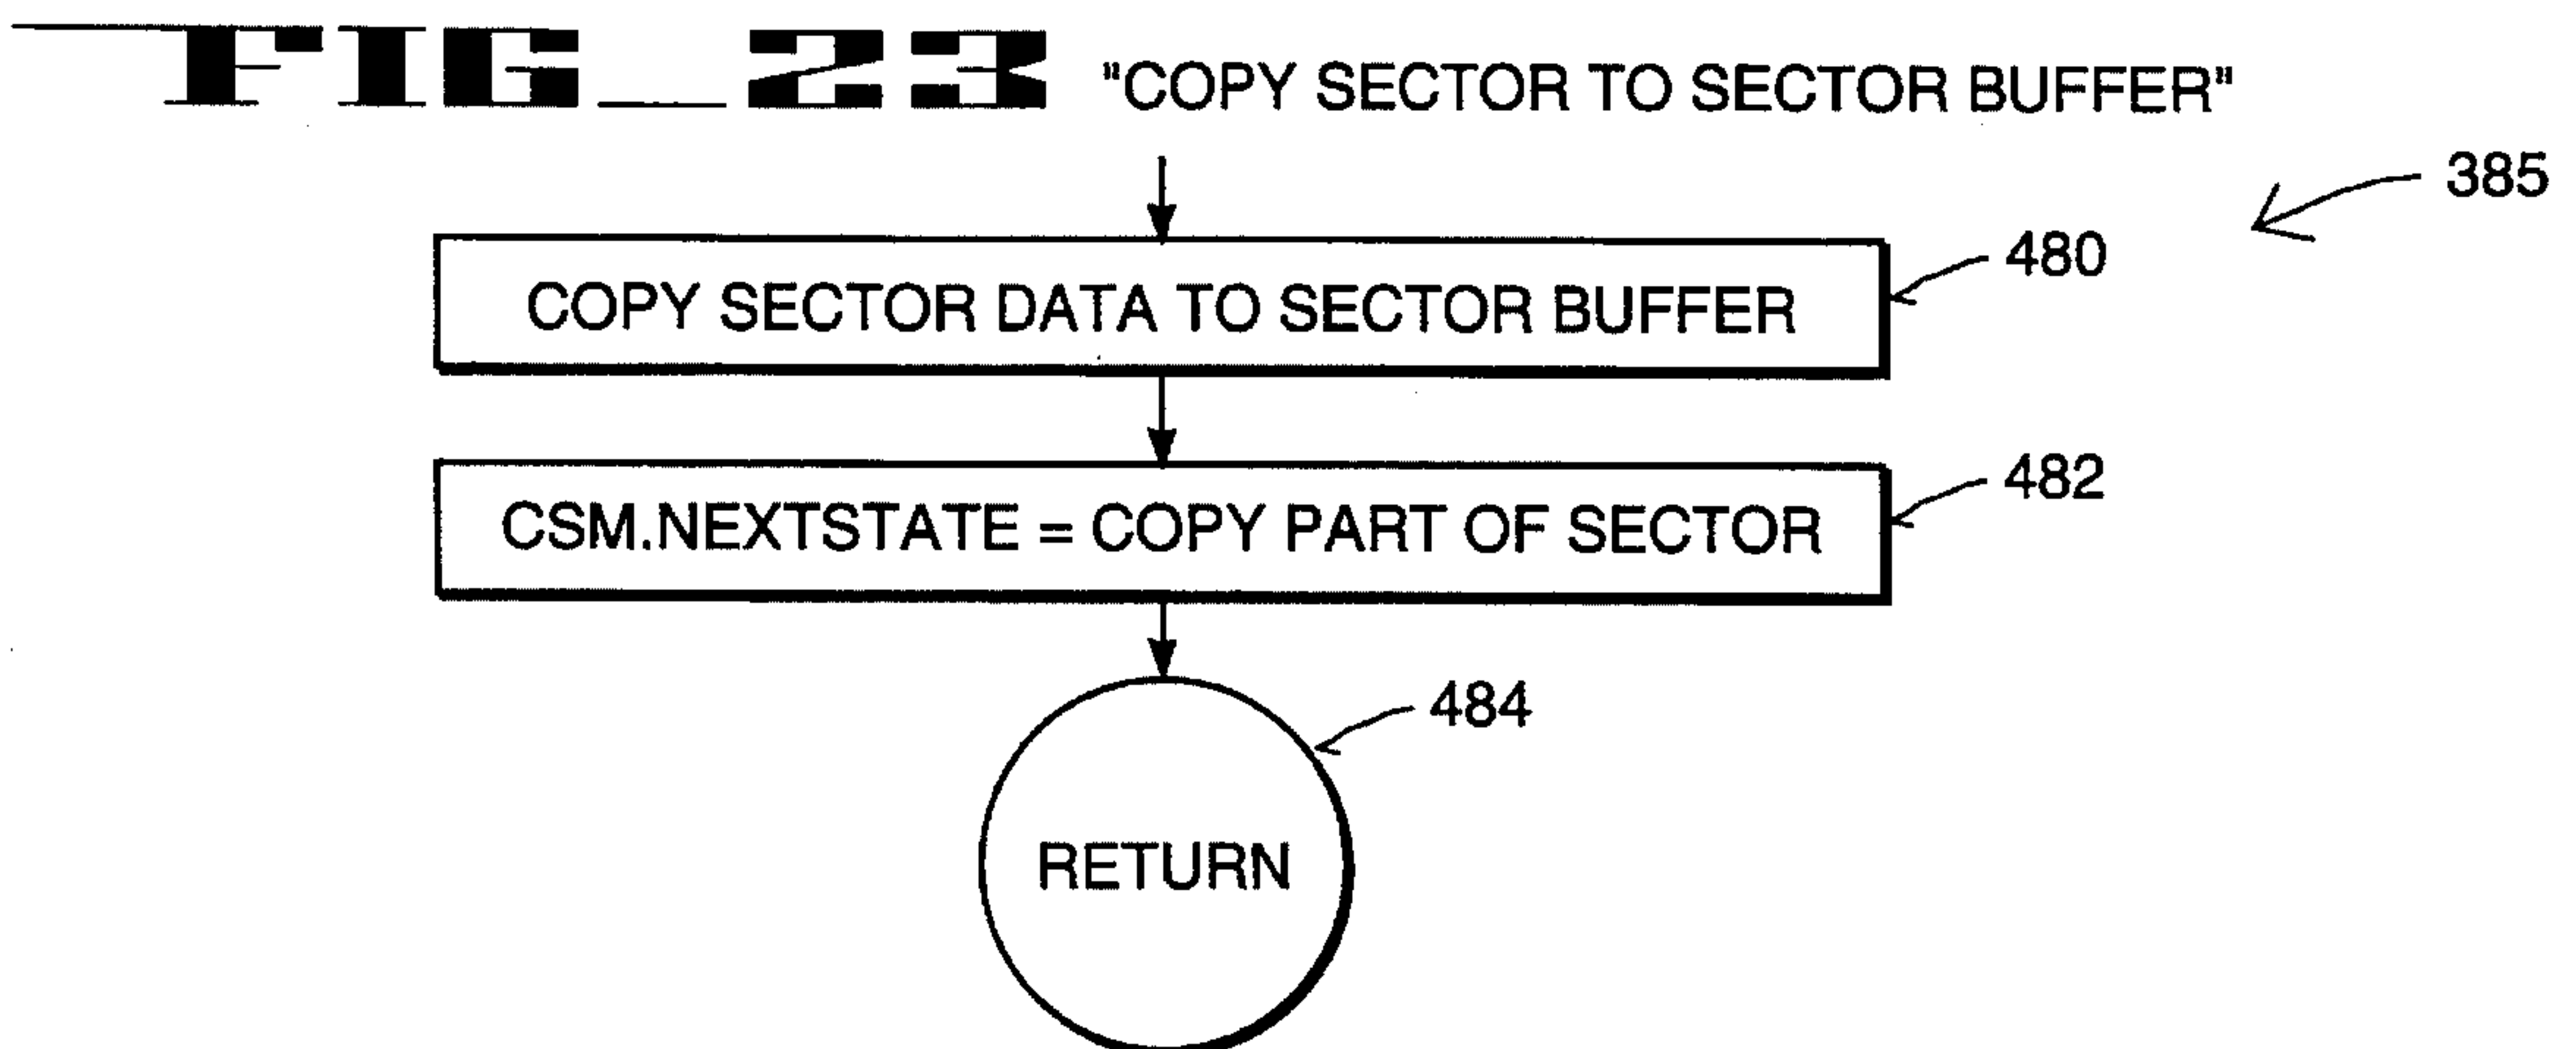 FIG_23 "COPY SECTOR TO SECTOR BUFFER"
385
480
COPY SECTOR DATA TO SECTOR BUFFER
482
CSM.NEXTSTATE = COPY PART OF SECTOR
484
RETURN